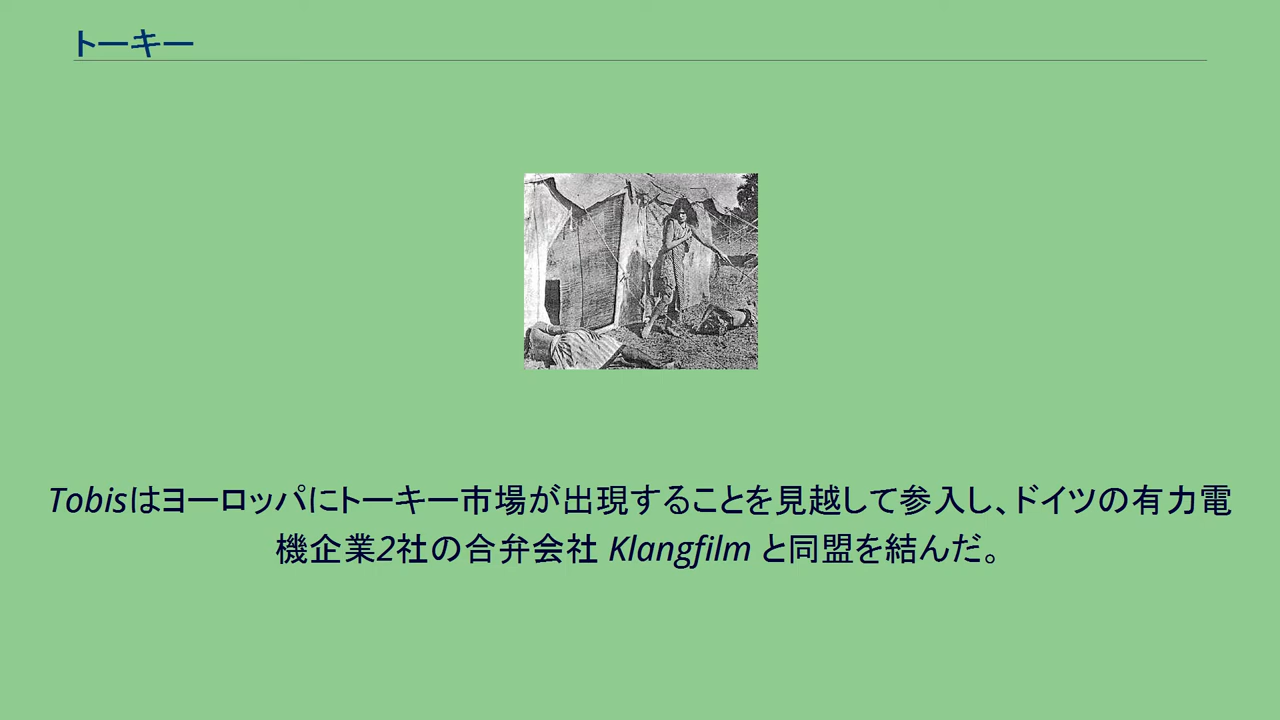 トーキー
Tobisはヨーロッパにトーキー市場が出現することを見越して参入し、ドイツの有力電
機企業2社の合弁会社 Klangfilm と同盟を結んだ。